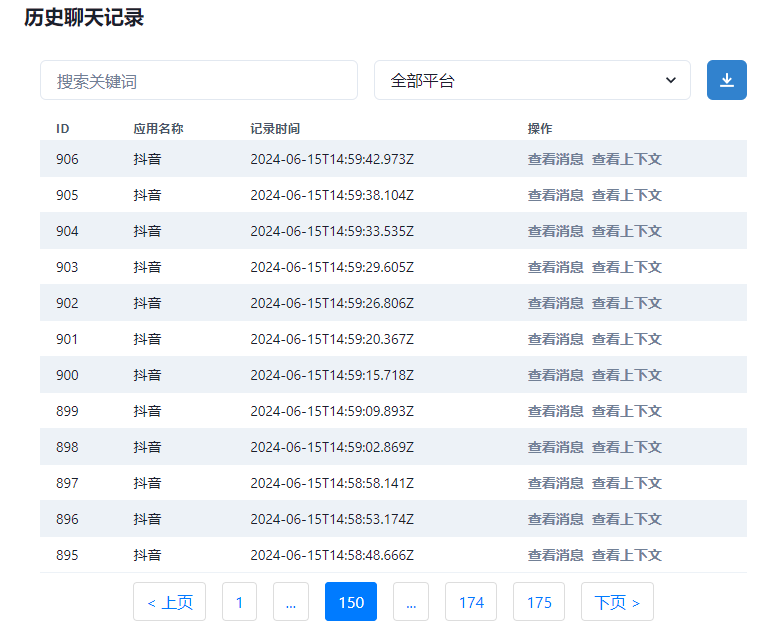 历史聊天记录
搜索关键词 全部平台
ID 应用名称 记录时间 操作
906 抖音 2024-06-15T14:59:42.973Z 查看消息 查看上下文
905 抖音 2024-06-15T14:59:38.104Z 查看消息 查看上下文
904 抖音 2024-06-15T14:59:33.535Z 查看消息 查看上下文
903 抖音 2024-06-15T14:59:29.605Z 查看消息 查看上下文
902 抖音 2024-06-15T14:59:26.806Z 查看消息 查看上下文
901 抖音 2024-06-15T14:59:20.367Z 查看消息 查看上下文
900 抖音 2024-06-15T14:59:15.718Z 查看消息 查看上下文
899 抖音 2024-06-15T14:59:09.893Z 查看消息 查看上下文
898 抖音 2024-06-15T14:59:02.869Z 查看消息 查看上下文
897 抖音 2024-06-15T14:58:58.141Z 查看消息 查看上下文
896 抖音 2024-06-15T14:58:53.174Z 查看消息 查看上下文
895 抖音 2024-06-15T14:58:48.666Z 查看消息 查看上下文
< 上页 1 ... 150 ... 174 175 下页 >